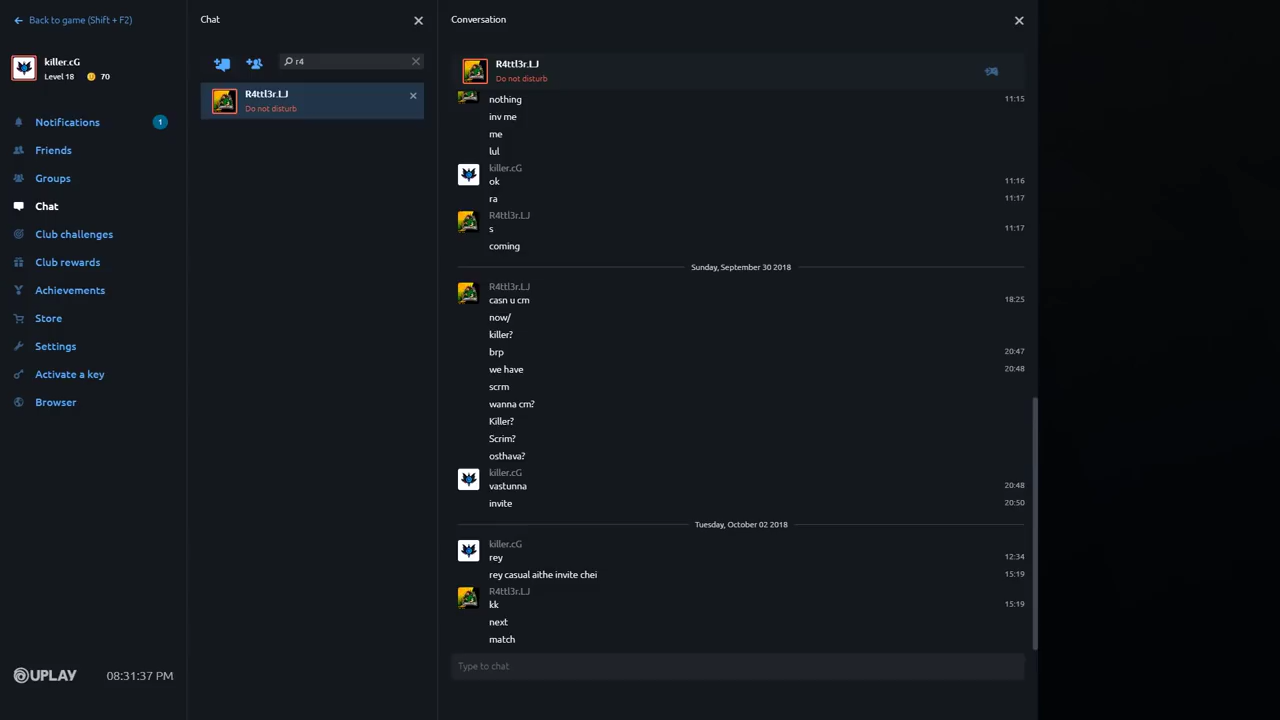 Back to game (Shift + F2)
killer.cG
Level 18
70
Notifications
1
Friends
Groups
Chat
Club challenges
Club rewards
Achievements
Store
Settings
Activate a key
Browser
UPLAY
08:31:37 PM
Chat
r4
R4ttl3r.LJ
Do not disturb
Conversation
R4ttl3r.LJ
Do not disturb
nothing 11:15
inv me
me
lul
killer.cG
ok 11:16
ra 11:17
R4ttl3r.LJ
s 11:17
coming
Sunday, September 30 2018
R4ttl3r.LJ
casn u cm 18:25
now/
killer?
brp 20:47
we have 20:48
scrm
wanna cm?
Killer?
Scrim?
osthava?
killer.cG
vastunna 20:48
invite 20:50
Tuesday, October 02 2018
killer.cG
rey 12:34
rey casual aithe invite chei 15:19
R4ttl3r.LJ
kk 15:19
next
match
Type to chat